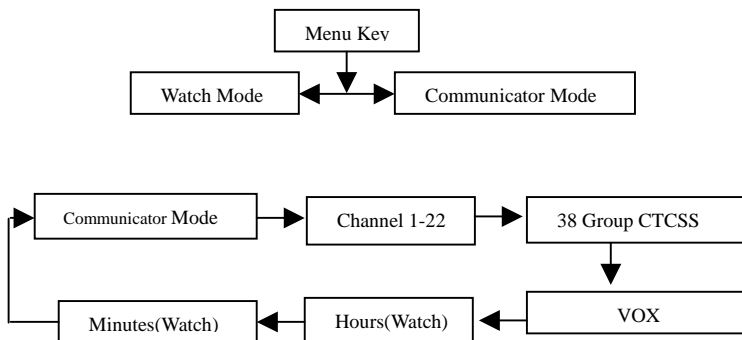 Menu Key
Watch Mode
Communicator Mode
Communicator Mode
Channel 1-22
38 Group CTCSS
Minutes(Watch)
Hours(Watch)
VOX